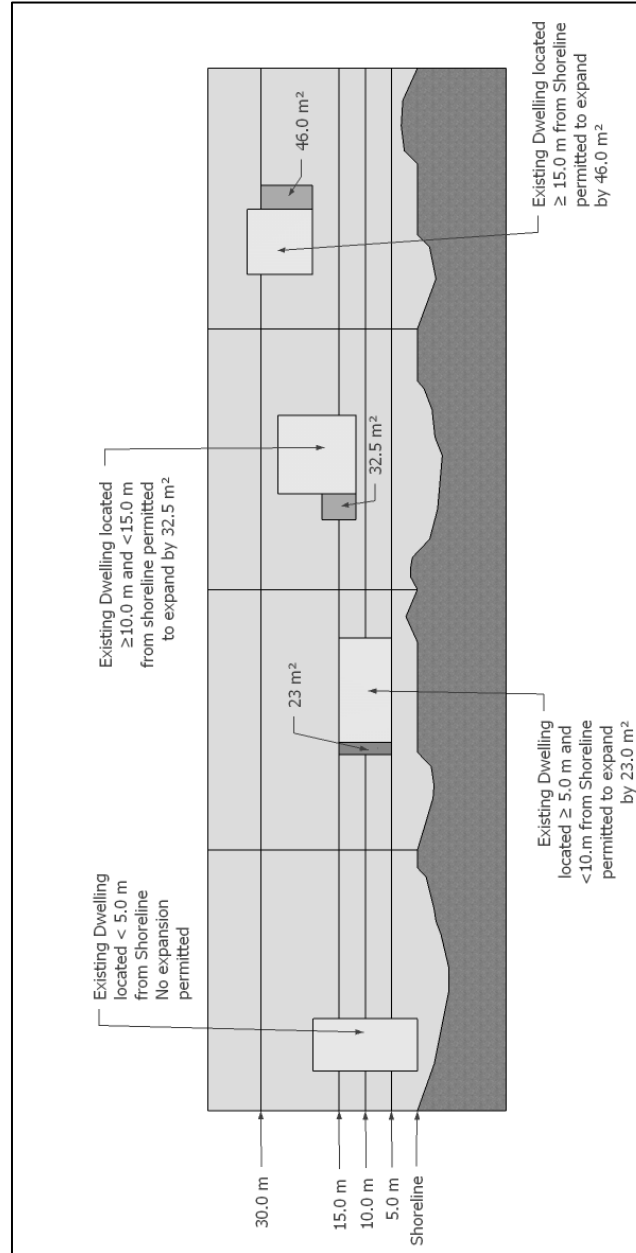 Existing Dwelling
located < 5.0 m
from Shoreline
No expansion
permitted
Existing Dwelling located
≥10.0 m and <15.0 m
from shoreline permitted
to expand by 32.5 m²
30.0 m
15.0 m
10.0 m
5.0 m
Shoreline
23 m²
32.5 m²
46.0 m²
Existing Dwelling
located ≥ 5.0 m and
<10.m from Shoreline
permitted to expand
by 23.0 m²
Existing Dwelling located
≥ 15.0 m from Shoreline
permitted to expand
by 46.0 m²